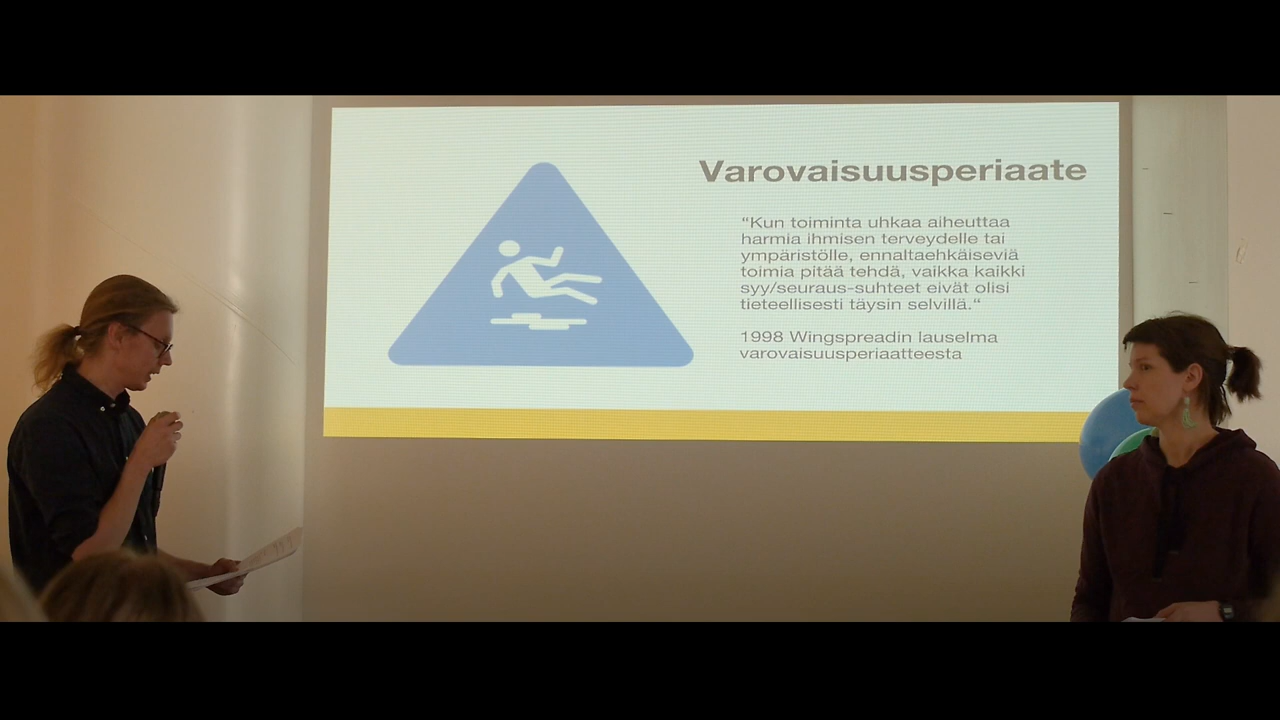 Varovaisuusperiaate
“Kun toiminta uhkaa aiheuttaa
harmia ihmisen terveydelle tai
ympäristölle, ennaltaehkäiseviä
toimia pitää tehdä, vaikka kaikki
syy/seuraus-suhteet eivät olisi
tieteellisesti täysin selvillä.“
1998 Wingspreadin lauselma
varovaisuusperiaatteesta